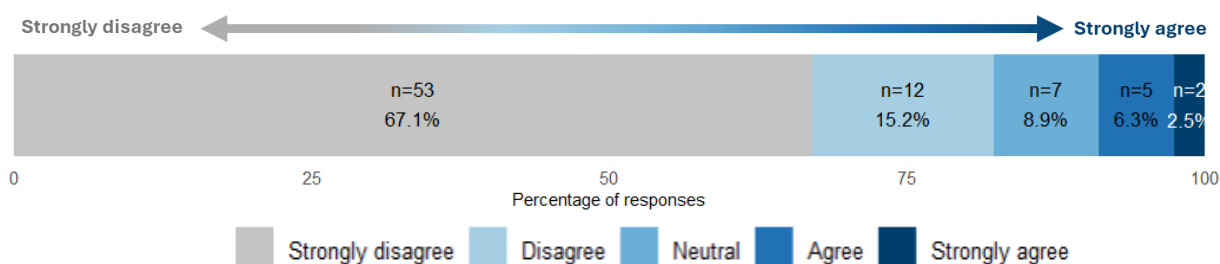 Strongly disagree Strongly agree
n=53 n=12 n=7 n=5 n=2
67.1% 15.2% 8.9% 6.3% 2.5%
0 25 50 75 100
Percentage of responses
Strongly disagree Disagree Neutral Agree Strongly agree